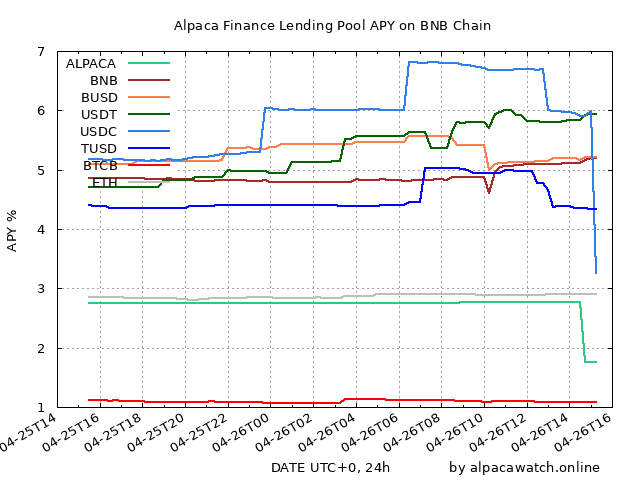 Alpaca Finance Lending Pool APY on BNB Chain
7
6
5
4
3
2
1
APY %
ALPACA
BNB
BUSD
USDT
USDC
TUSD
BTCB
ETH
04-25T14
04-25T16
04-25T18
04-25T20
04-25T22
04-26T00
04-26T02
04-26T04
04-26T06
04-26T08
04-26T10
04-26T12
04-26T14
04-26T16
DATE UTC+0, 24h
by alpacawatch.online